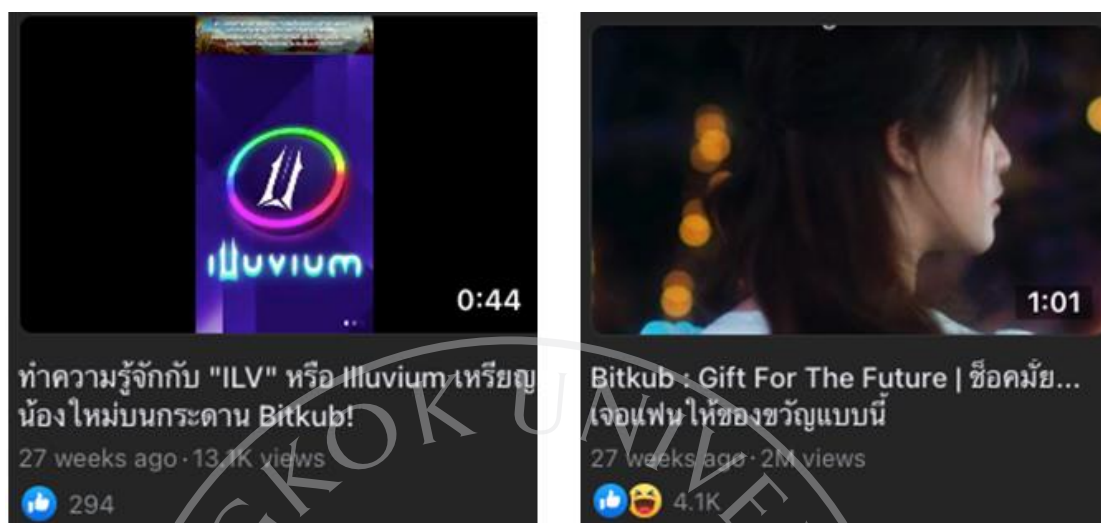 illuvium
0:44
ทำความรู้จักกับ "ILV" หรือ Illuvium เหรียญ
น้องใหม่บนกระดาน Bitkub!
27 weeks ago · 13.1K views
294
1:01
Bitkub : Gift For The Future | ช็อคมั้ย...
เจอแฟนให้ของขวัญแบบนี้
27 weeks ago · 2M views
4.1K
GKOK UNIVE